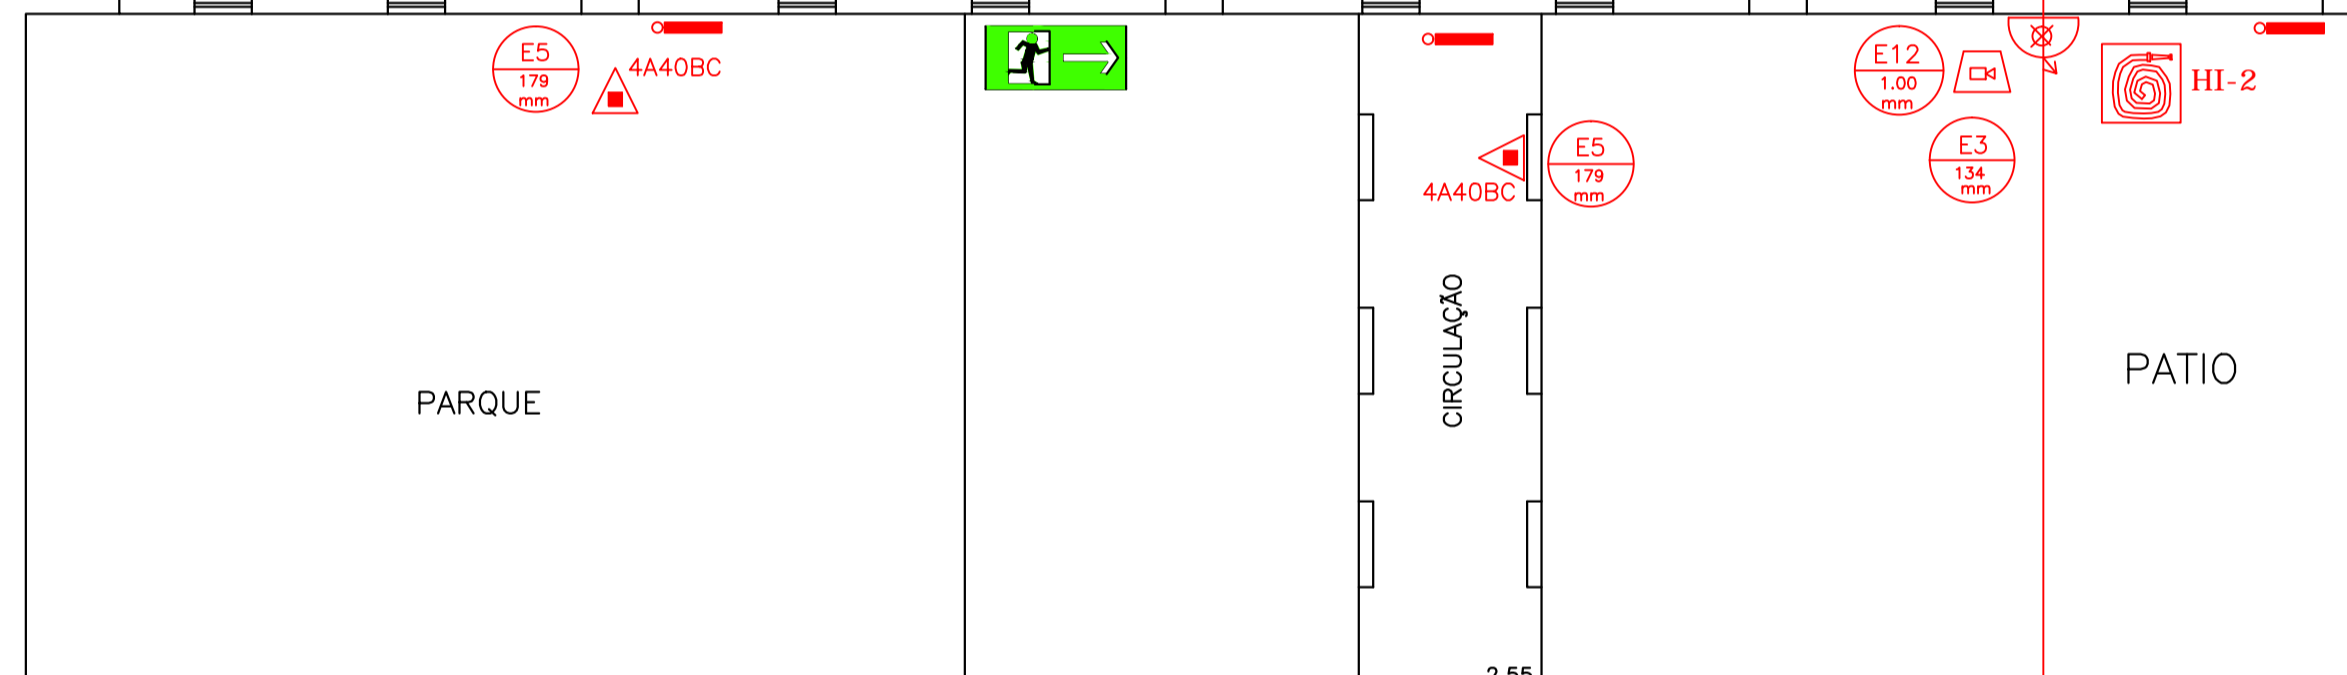 E5
179
mm
4A40BC
PARQUE
4A40BC
E5
179
mm
CIRCULAÇÃO
E12
1.00
mm
E3
134
mm
HI-2
PATIO